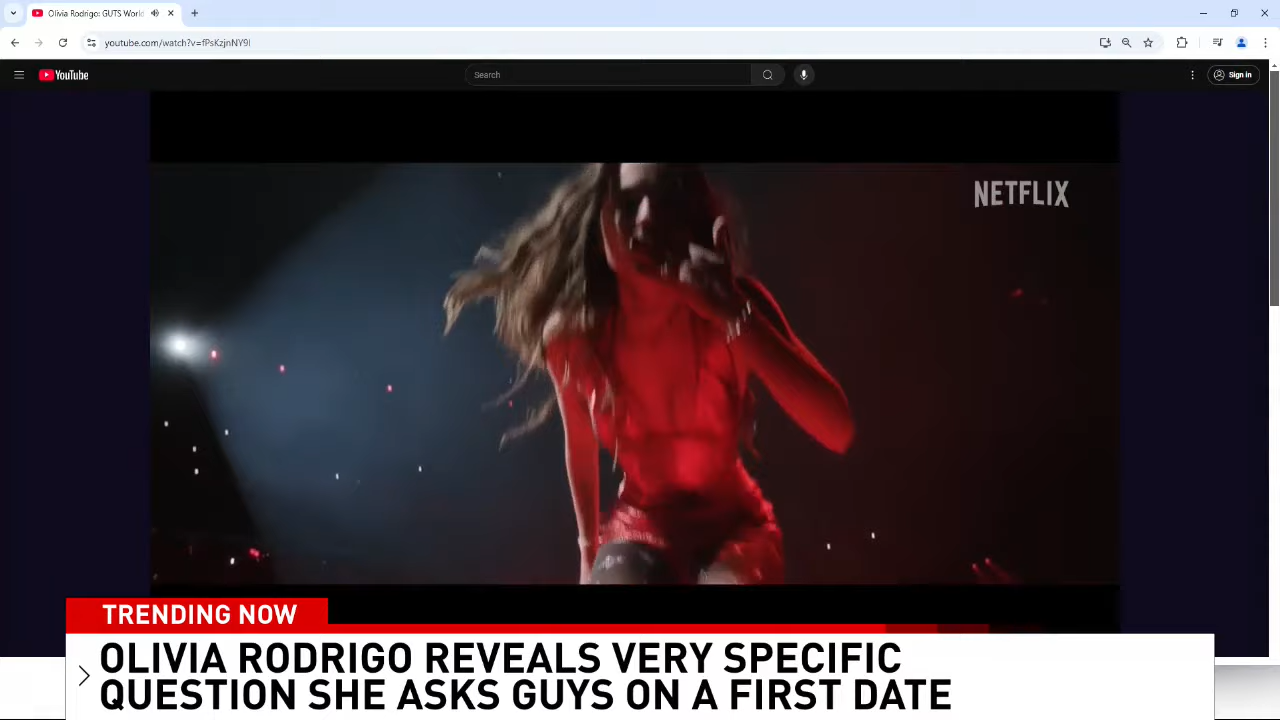 Olivia Rodrigo: GUTS World
youtube.com/watch?v=fPsKzjnNY9I
YouTube
Search
Sign in
NETFLIX
TRENDING NOW
OLIVIA RODRIGO REVEALS VERY SPECIFIC
QUESTION SHE ASKS GUYS ON A FIRST DATE